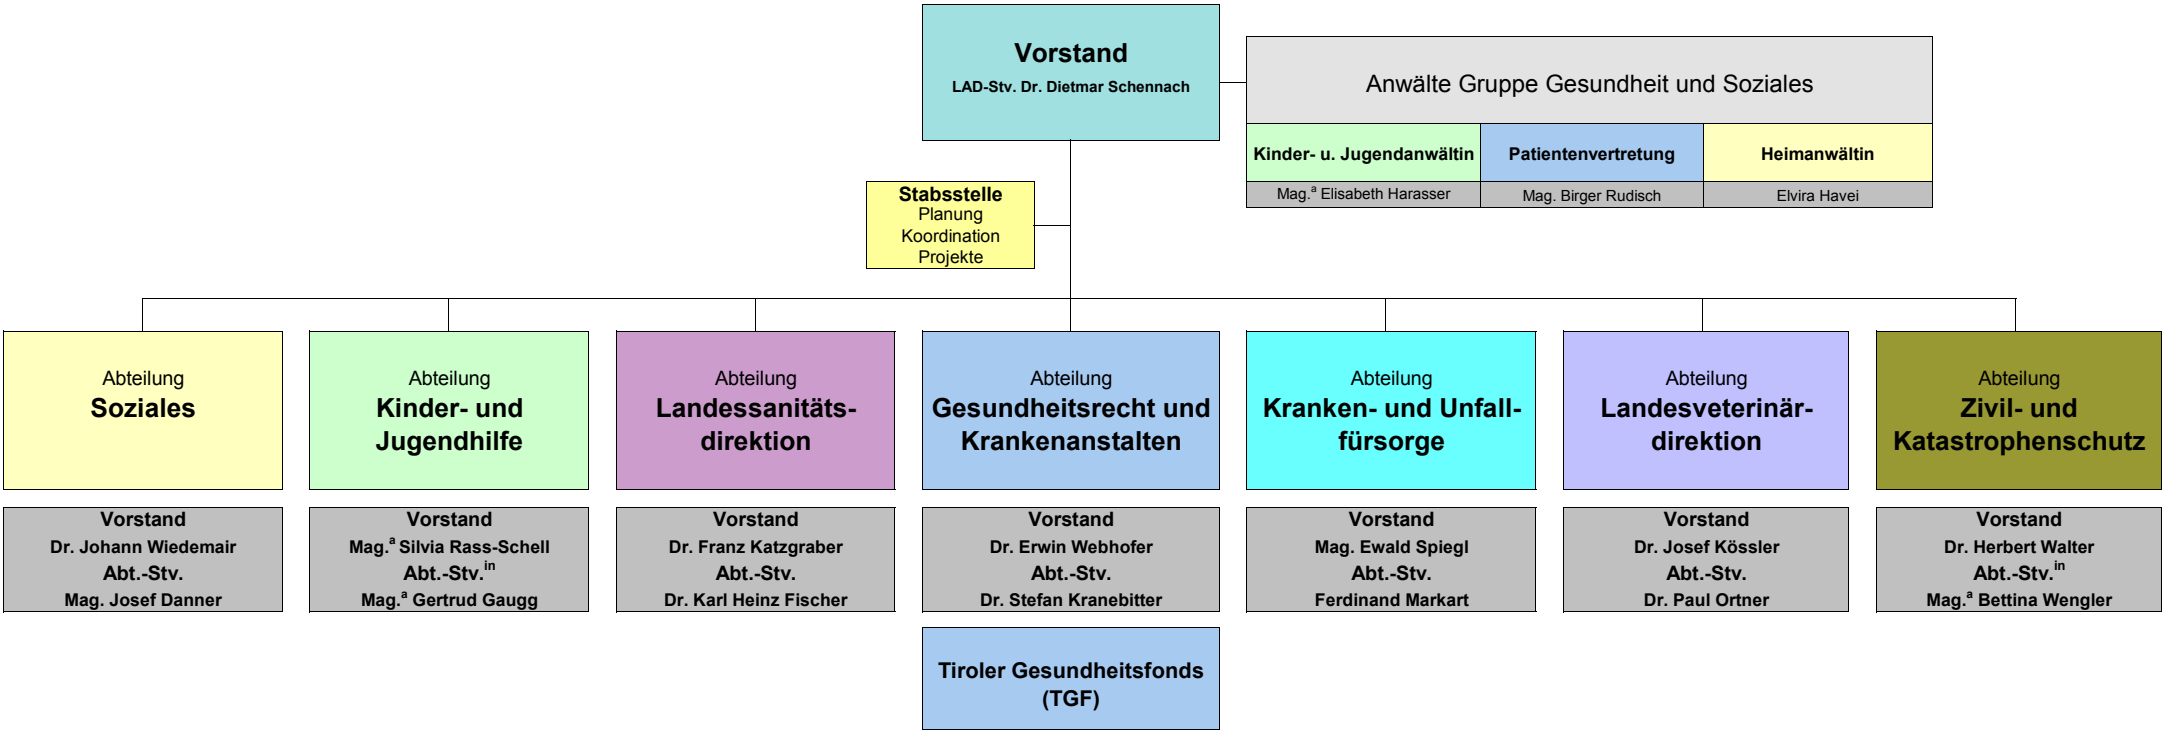 Vorstand
LAD-Stv. Dr. Dietmar Schennach
Anwälte Gruppe Gesundheit und Soziales
Kinder- u. Jugendanwältin
Mag.ª Elisabeth Harasser
Patientenvertretung
Mag. Birger Rudisch
Heimanwältin
Elvira Havei
Stabsstelle
Planung
Koordination
Projekte
Abteilung
Soziales
Vorstand
Dr. Johann Wiedemair
Abt.-Stv.
Mag. Josef Danner
Abteilung
Kinder- und
Jugendhilfe
Vorstand
Mag.ª Silvia Rass-Schell
Abt.-Stv.ⁱⁿ
Mag.ª Gertrud Gaugg
Abteilung
Landessanitäts-
direktion
Vorstand
Dr. Franz Katzgraber
Abt.-Stv.
Dr. Karl Heinz Fischer
Abteilung
Gesundheitsrecht und
Krankenanstalten
Vorstand
Dr. Erwin Webhofer
Abt.-Stv.
Dr. Stefan Kranebitter
Tiroler Gesundheitsfonds
(TGF)
Abteilung
Kranken- und Unfall-
fürsorge
Vorstand
Mag. Ewald Spiegl
Abt.-Stv.
Ferdinand Markart
Abteilung
Landesveterinär-
direktion
Vorstand
Dr. Josef Kössler
Abt.-Stv.
Dr. Paul Ortner
Abteilung
Zivil- und
Katastrophenschutz
Vorstand
Dr. Herbert Walter
Abt.-Stv.ⁱⁿ
Mag.ª Bettina Wengler